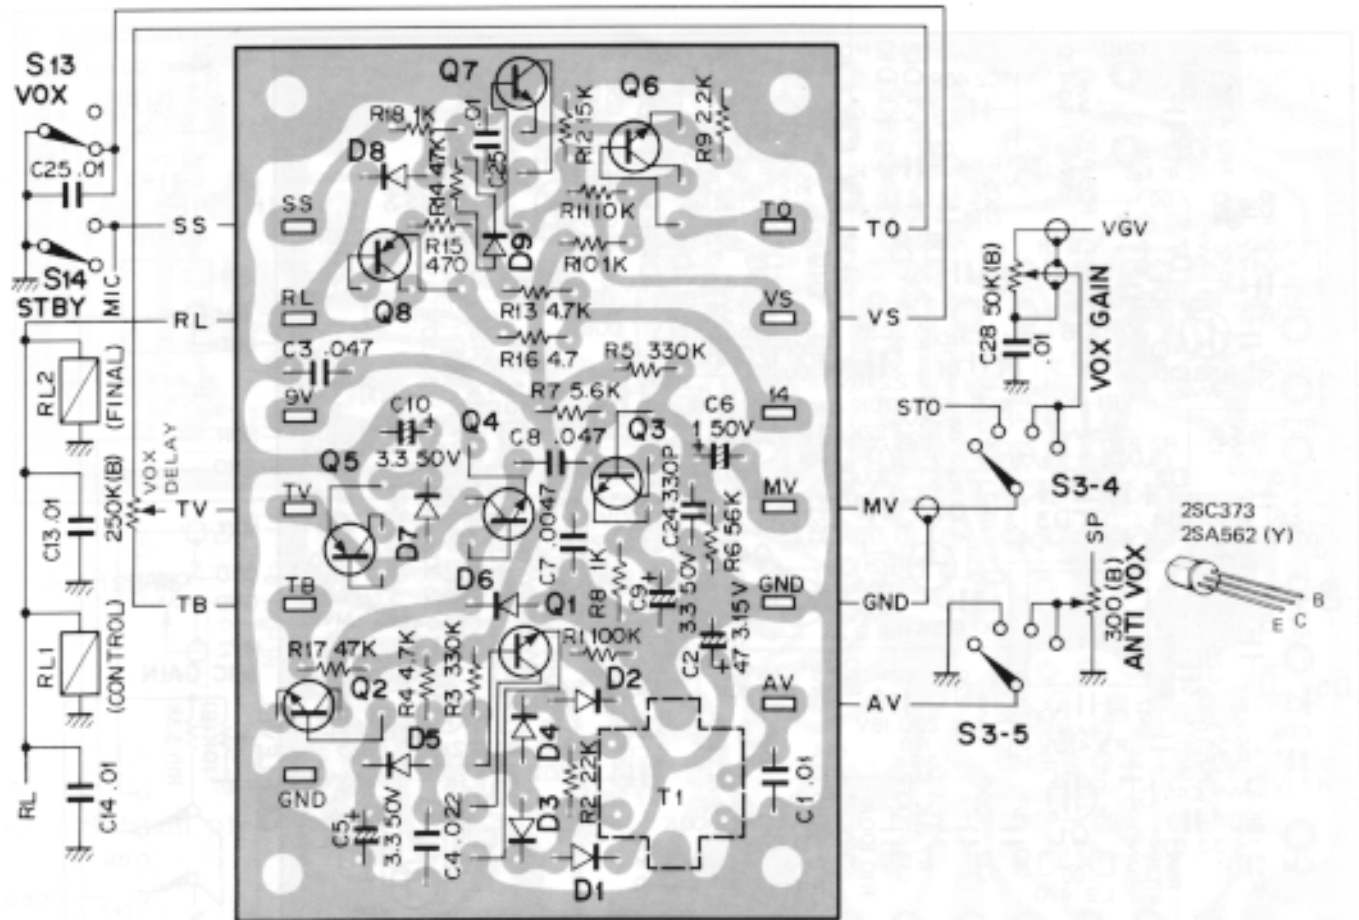 S13
VOX
C25 .01
SS
S14
STBY
MIC
RL
RL2
(FINAL)
C13 .01
250K(B)
VOX
DELAY
TV
TB
RL1
(CONTROL)
RL
C14 .01
Q7
Q6
R18 1K
.01
C25
R12 15K
R9 2.2K
D8
R14 47K
SS
R11 10K
TO
R15
470
D9
R10 1K
Q8
RL
R13 4.7K
VS
C3 .047
R16 4.7
R5 330K
9V
R7 5.6K
14
C10
+
3.3 50V
Q4
C8 .047
Q3
C6
+
1 50V
Q5
TV
D7
C7 .0047
C24 330P
R6 56K
MV
TB
D6
Q1
R8 1K
C9
+
3.3 50V
GND
R17 47K
R4 4.7K
R3 330K
R1 100K
C2
+
47 3.15V
Q2
D2
AV
D5
D4
GND
R2 22K
T1
C1 .01
C5
+
3.3 50V
C4 .022
D3
D1
TO
VGV
VS
C28
50K(B)
.01
VOX GAIN
STO
S3-4
MV
2SC373
2SA562 (Y)
SP
300 (B)
ANTI VOX
GND
B
C
E
AV
S3-5